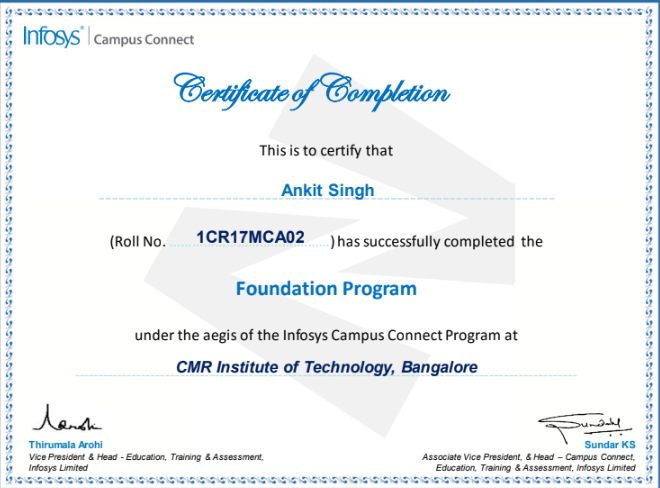 Infosys® | Campus Connect
Certificate of Completion
This is to certify that
Ankit Singh
(Roll No. 1CR17MCA02 ) has successfully completed the
Foundation Program
under the aegis of the Infosys Campus Connect Program at
CMR Institute of Technology, Bangalore
Thirumala Arohi
Vice President & Head - Education, Training & Assessment,
Infosys Limited
Sundar KS
Associate Vice President, & Head – Campus Connect,
Education, Training & Assessment, Infosys Limited